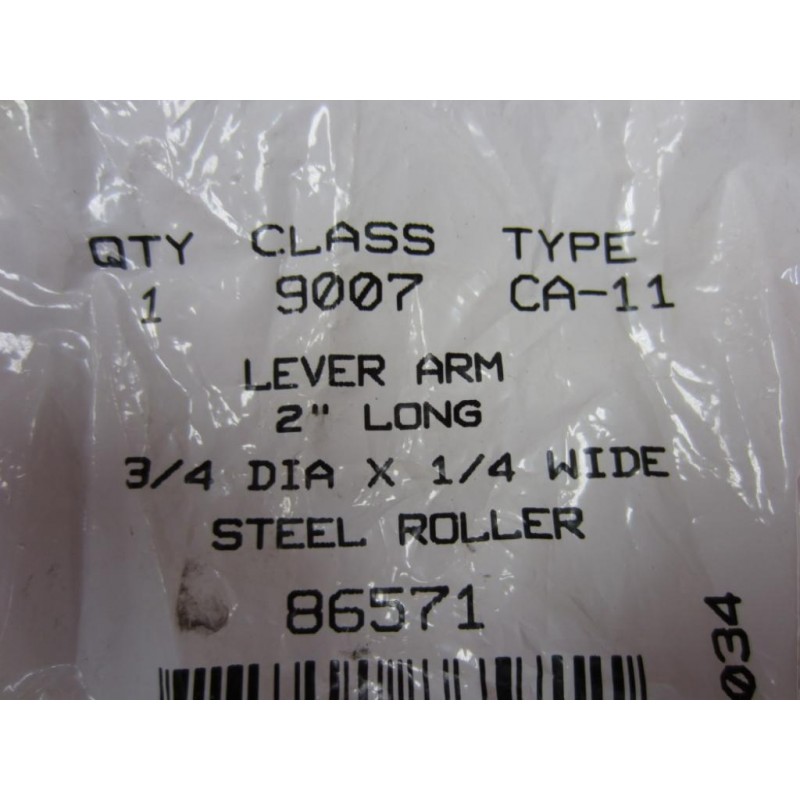 QTY CLASS TYPE
1 9007 CA-11
LEVER ARM
2" LONG
3/4 DIA X 1/4 WIDE
STEEL ROLLER
86571
034